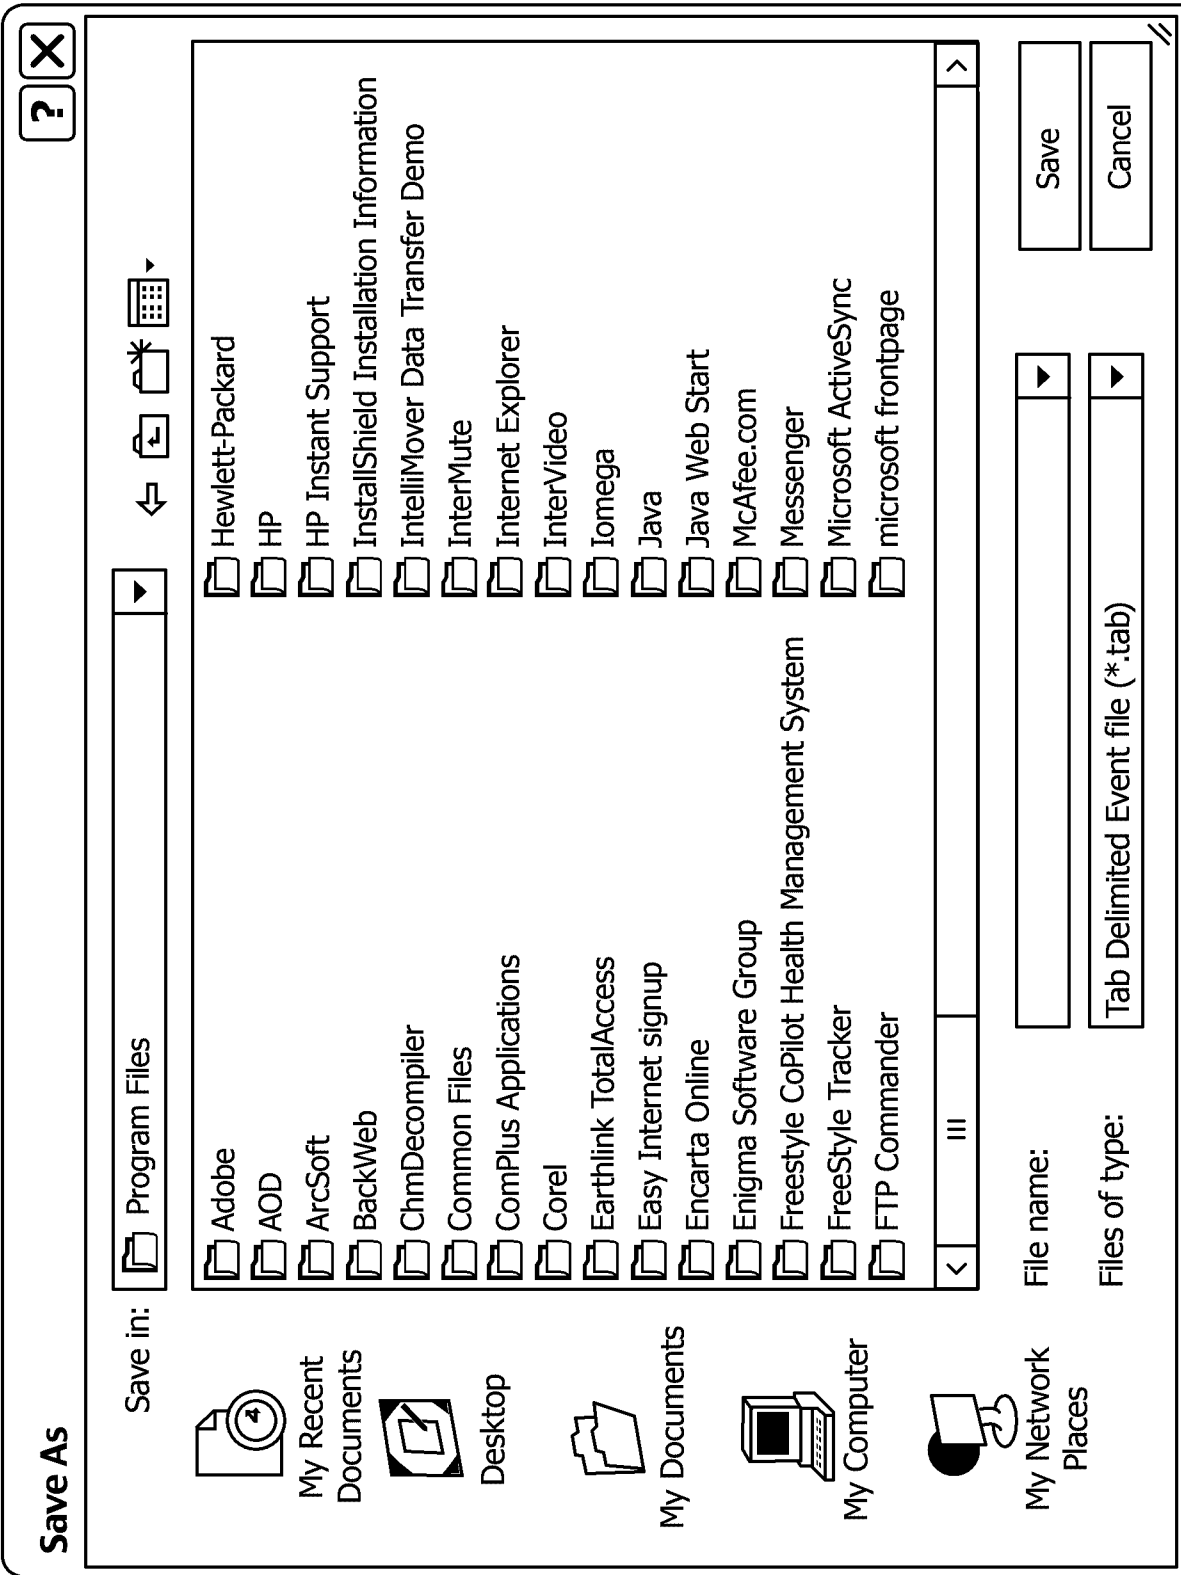 Save As
?
X
Save in:
Program Files
My Recent
Documents
Desktop
My Documents
My Computer
My Network
Places
Adobe
AOD
ArcSoft
BackWeb
ChmDecompiler
Common Files
ComPlus Applications
Corel
Earthlink TotalAccess
Easy Internet signup
Encarta Online
Enigma Software Group
Freestyle CoPilot Health Management System
FreeStyle Tracker
FTP Commander
Hewlett-Packard
HP
HP Instant Support
InstallShield Installation Information
IntelliMover Data Transfer Demo
InterMute
Internet Explorer
InterVideo
Iomega
Java
Java Web Start
McAfee.com
Messenger
Microsoft ActiveSync
microsoft frontpage
File name:
Save
Files of type:
Tab Delimited Event file (*.tab)
Cancel